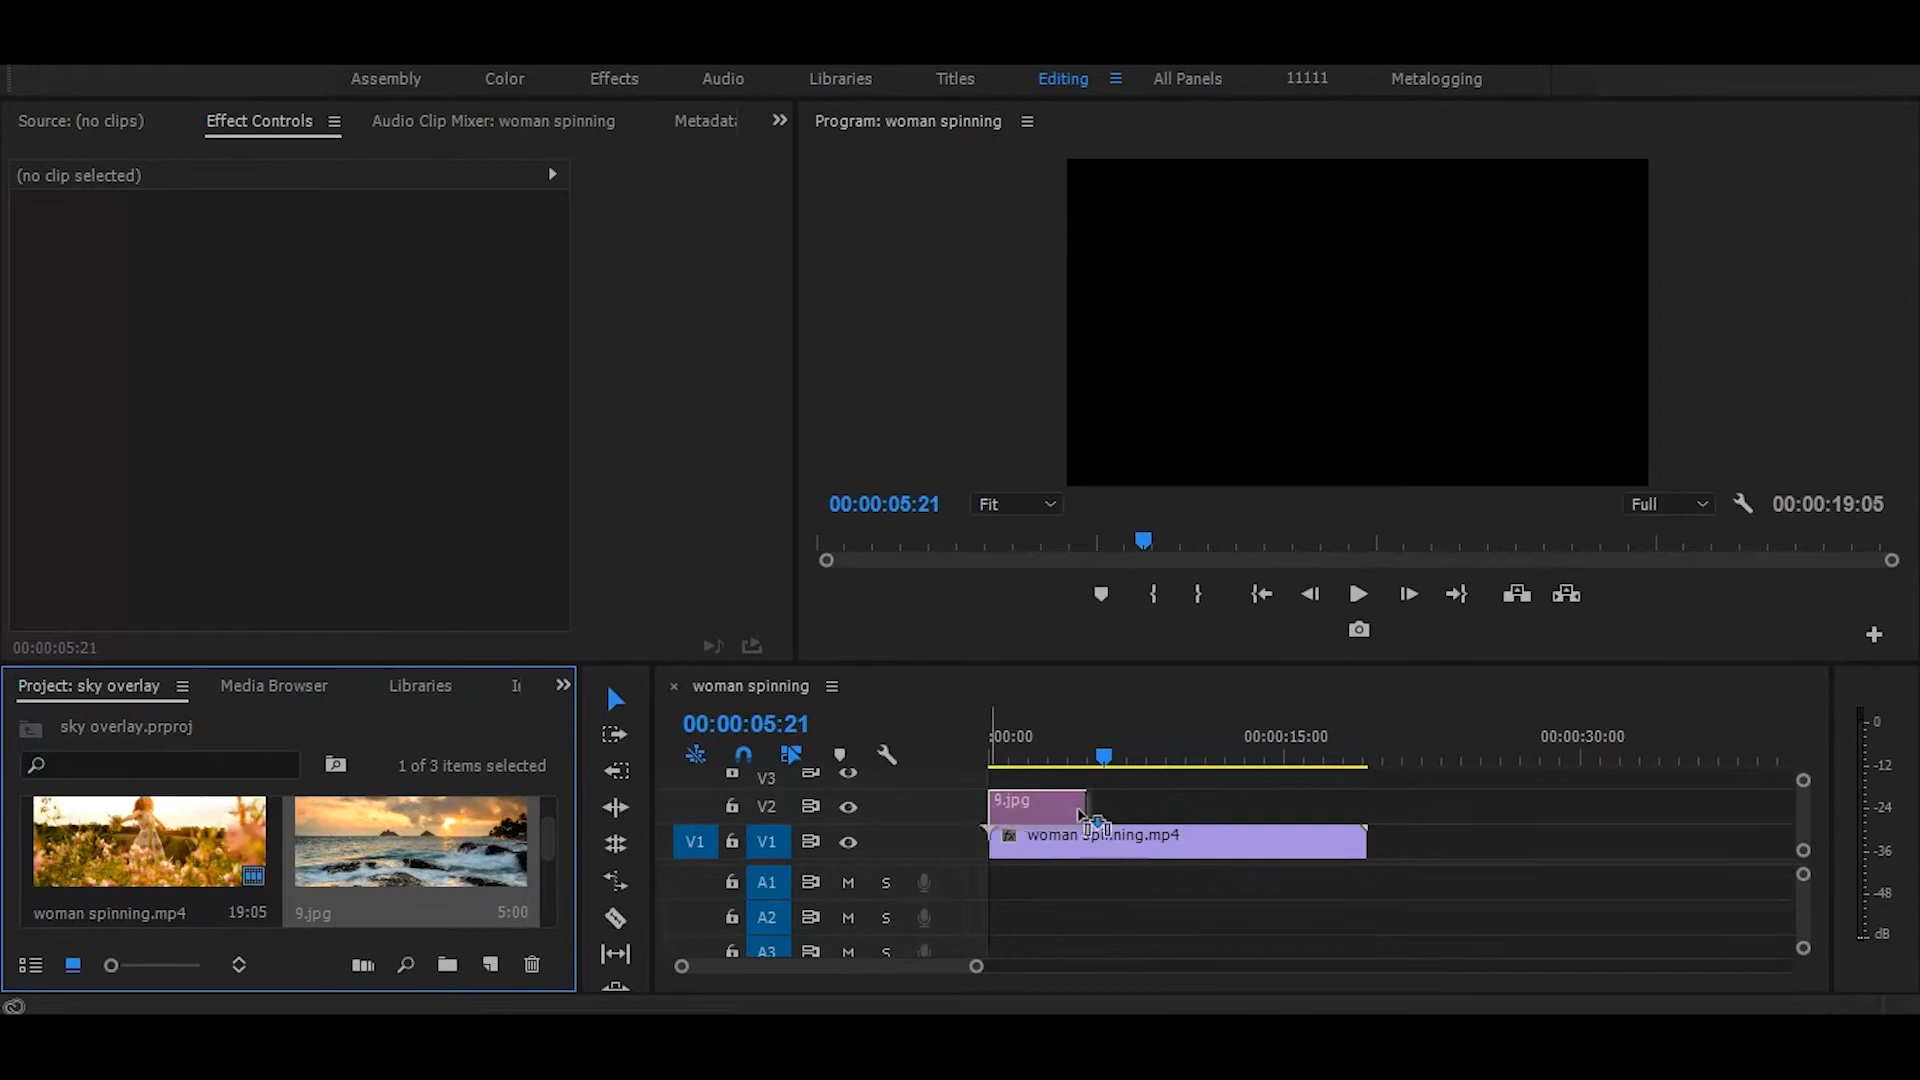 Assembly Color Effects Audio Libraries Titles Editing All Panels 11111 Metalogging
Source: (no clips) Effect Controls Audio Clip Mixer: woman spinning Metadata
(no clip selected)
00:00:05:21
Program: woman spinning
00:00:05:21 Fit Full 00:00:19:05
Project: sky overlay Media Browser Libraries
sky overlay.prproj
1 of 3 items selected
woman spinning.mp4 19:05
9.jpg 5:00
woman spinning
00:00:05:21
:00:00 00:00:15:00 00:00:30:00
V3
V2 9.jpg
V1 V1 fx woman spinning.mp4
A1 M S
A2 M S
A3 M S
0
-12
-24
-36
-48
dB